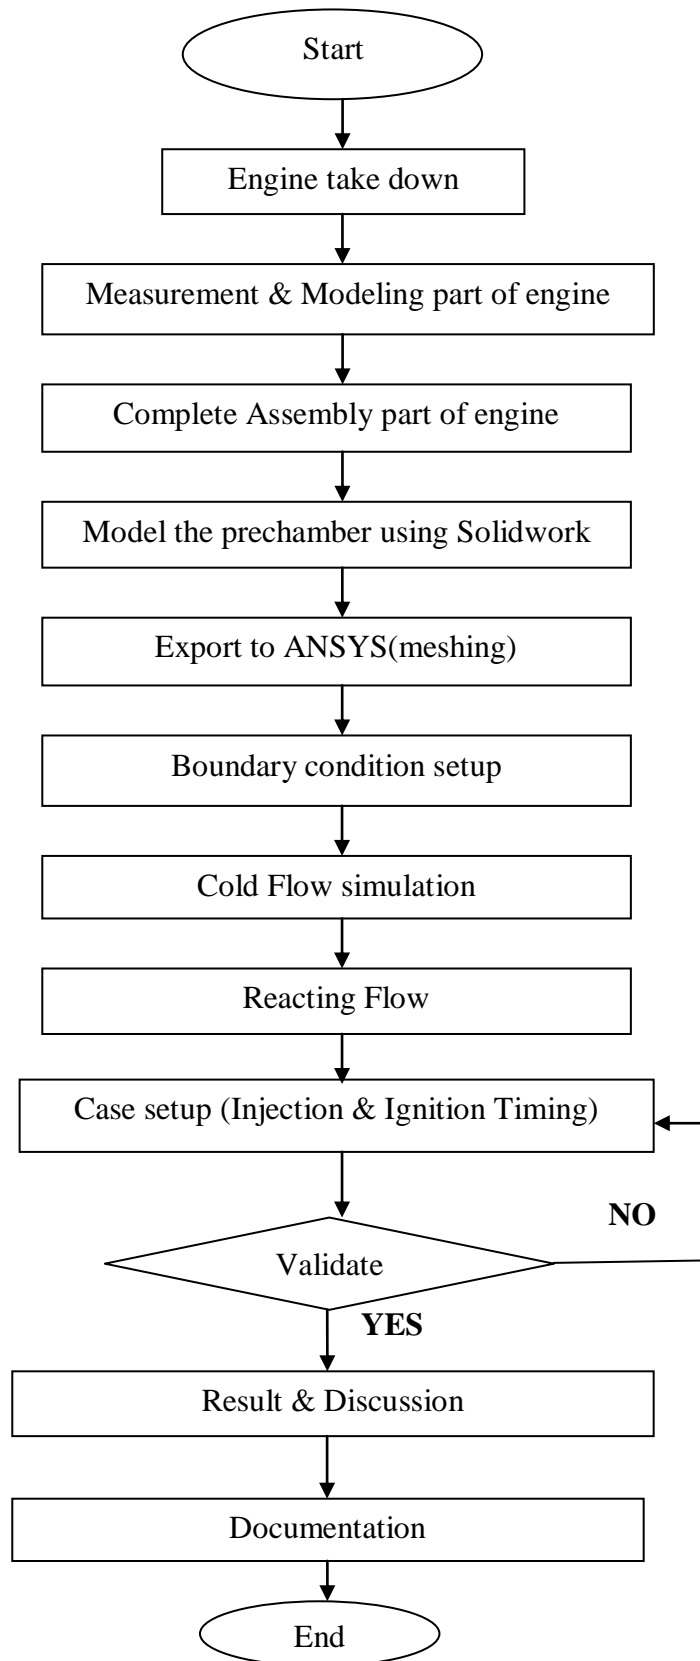 Start
Engine take down
Measurement & Modeling part of engine
Complete Assembly part of engine
Model the prechamber using Solidwork
Export to ANSYS(meshing)
Boundary condition setup
Cold Flow simulation
Reacting Flow
Case setup (Injection & Ignition Timing)
NO
Validate
YES
Result & Discussion
Documentation
End